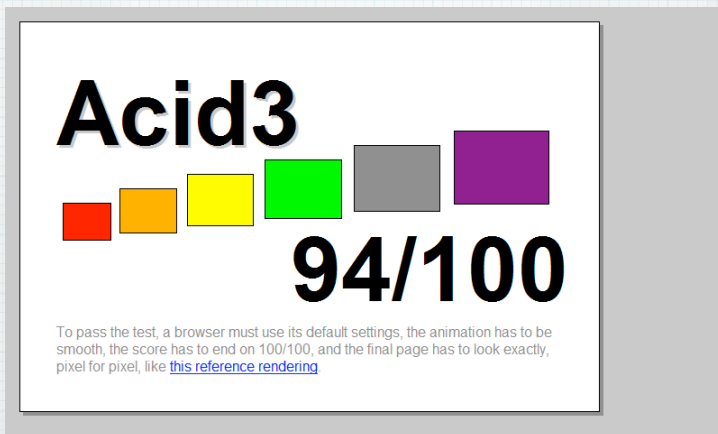 Acid3
94/100
To pass the test, a browser must use its default settings, the animation has to be
smooth, the score has to end on 100/100, and the final page has to look exactly,
pixel for pixel, like this reference rendering.